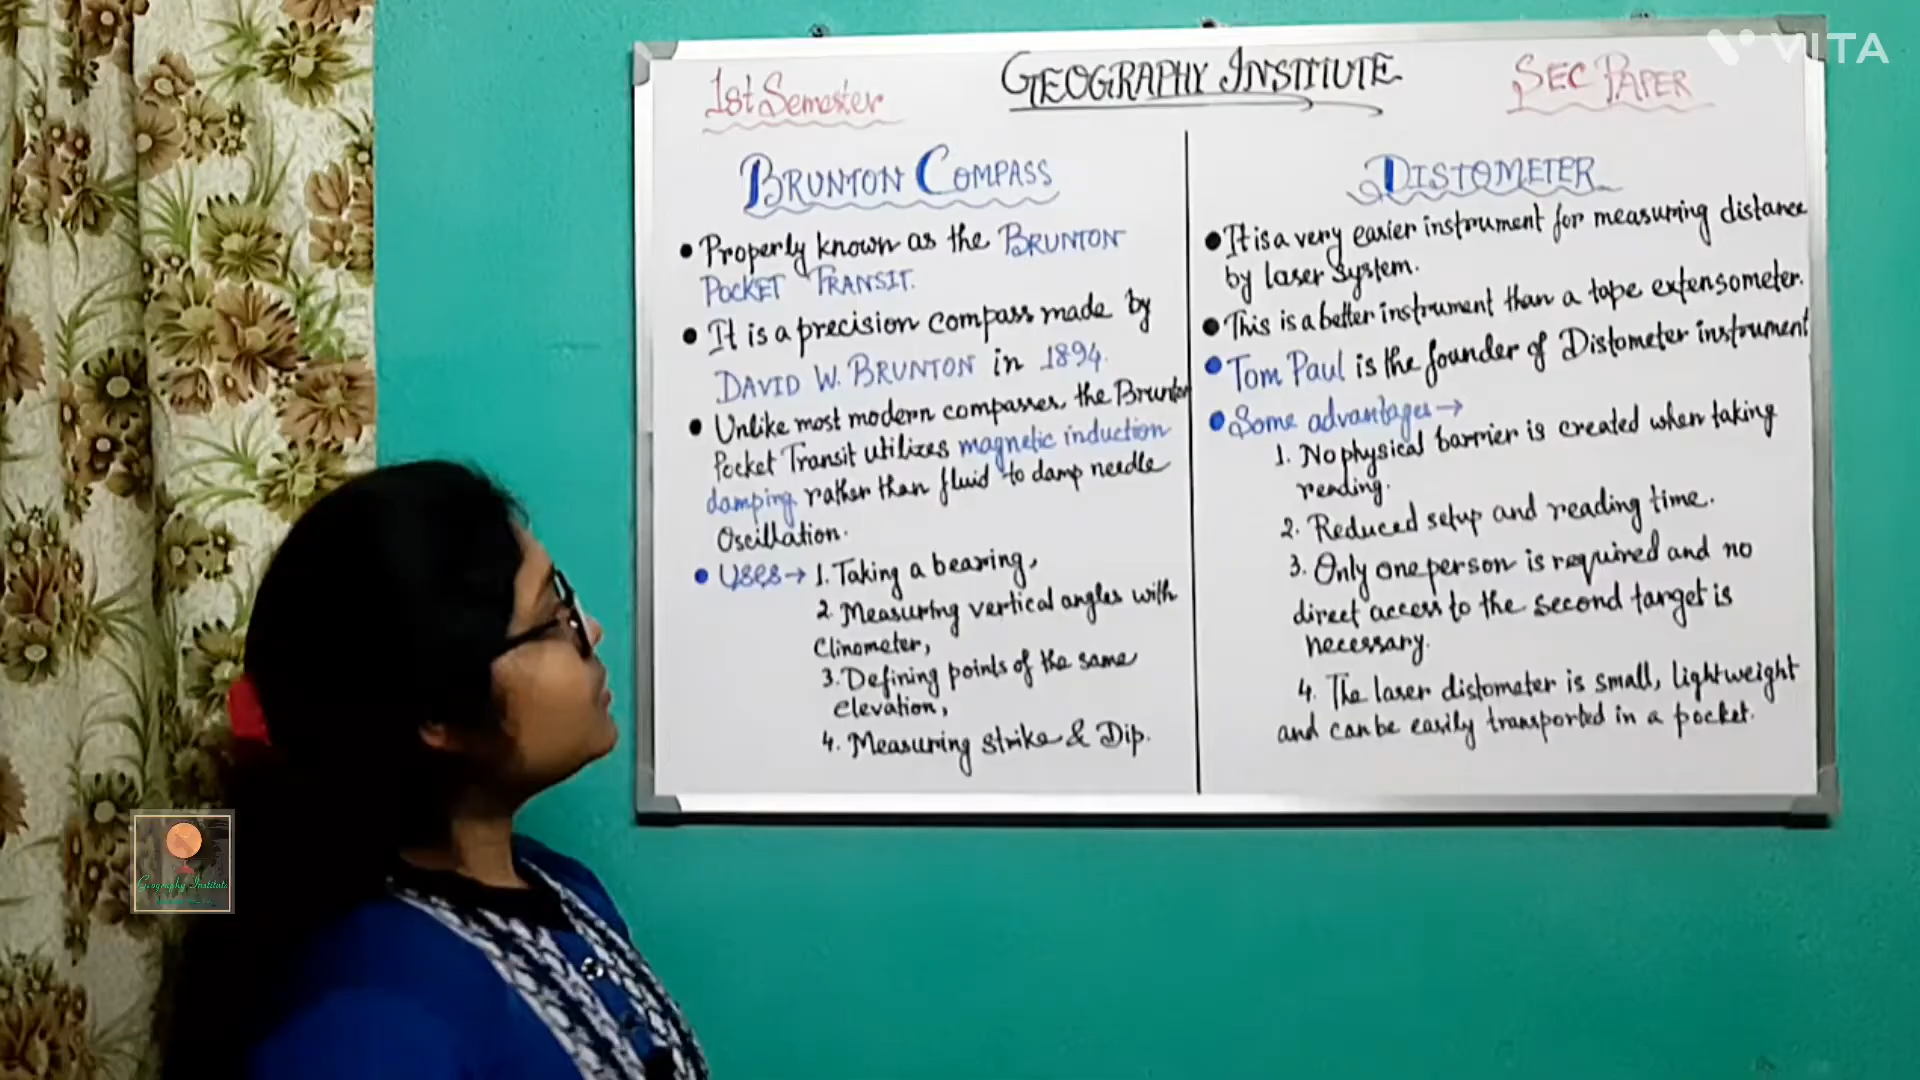 1st Semester
GEOGRAPHY INSTITUTE
SEC PAPER
VITA
BRUNTON COMPASS
• Properly known as the BRUNTON
POCKET TRANSIT.
• It is a precision compass made by
DAVID W. BRUNTON in 1894.
• Unlike most modern compasses, the Brunton
Pocket Transit utilizes magnetic induction
damping rather than fluid to damp needle
Oscillation.
• Uses→ 1. Taking a bearing,
2. Measuring vertical angles with
Clinometer,
3. Defining points of the same
elevation,
4. Measuring strike & Dip.
DISTOMETER
• It is a very easier instrument for measuring distance
by laser system.
• This is a better instrument than a tape extensometer.
• Tom Paul is the founder of Distometer instrument
• Some advantages→
1. No physical barrier is created when taking
reading.
2. Reduced setup and reading time.
3. Only one person is required and no
direct access to the second target is
necessary.
4. The laser distometer is small, lightweight
and can be easily transported in a pocket.
Geography Institute